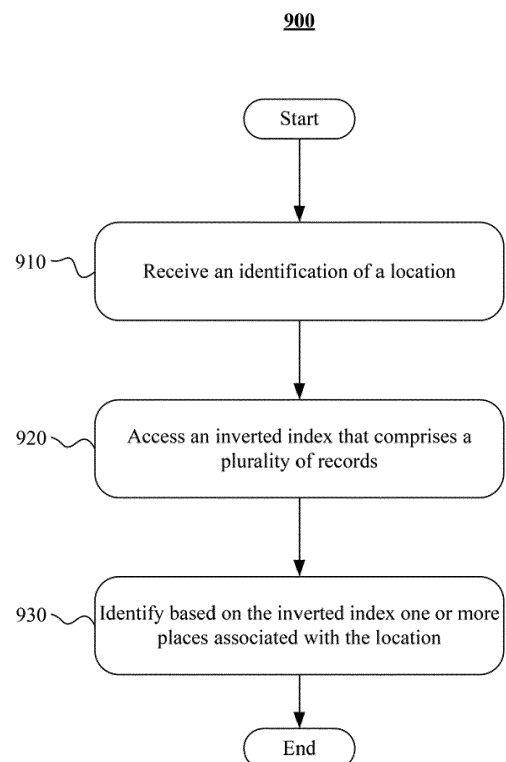 900
Start
910
Receive an identification of a location
920
Access an inverted index that comprises a
plurality of records
930
Identify based on the inverted index one or more
places associated with the location
End